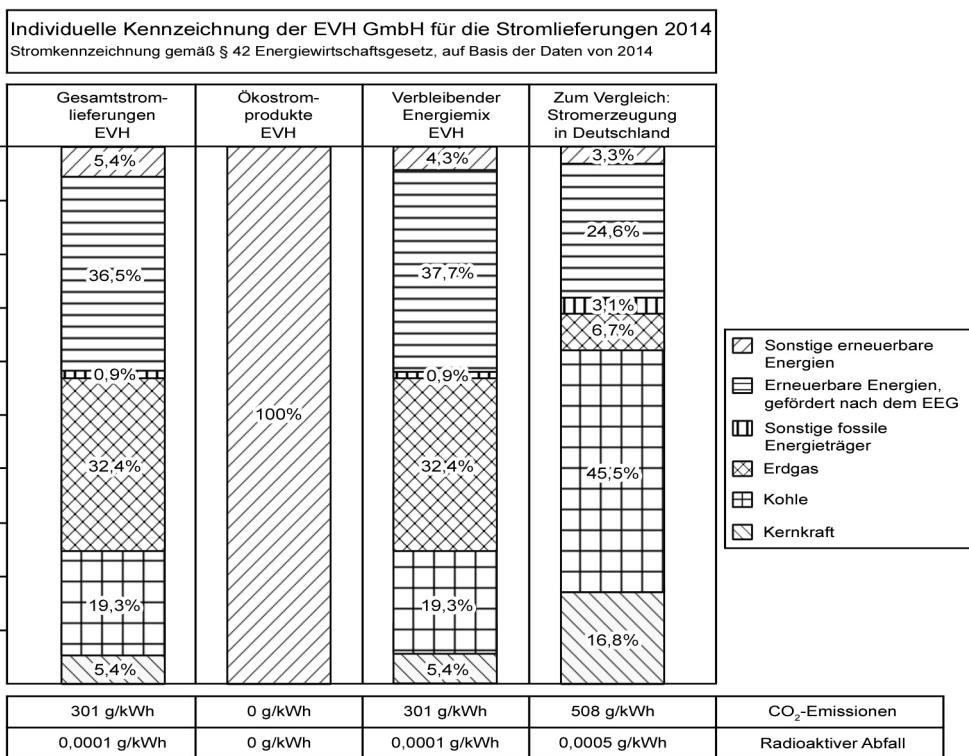 Individuelle Kennzeichnung der EVH GmbH für die Stromlieferungen 2014
Stromkennzeichnung gemäß § 42 Energiewirtschaftsgesetz, auf Basis der Daten von 2014
Gesamtstrom-
lieferungen
EVH
Ökostrom-
produkte
EVH
Verbleibender
Energiemix
EVH
Zum Vergleich:
Stromerzeugung
in Deutschland
5,4%
36,5%
0,9%
32,4%
19,3%
5,4%
100%
4,3%
37,7%
0,9%
32,4%
19,3%
5,4%
3,3%
24,6%
3,1%
6,7%
45,5%
16,8%
Sonstige erneuerbare
Energien
Erneuerbare Energien,
gefördert nach dem EEG
Sonstige fossile
Energieträger
Erdgas
Kohle
Kernkraft
301 g/kWh 0 g/kWh 301 g/kWh 508 g/kWh CO₂-Emissionen
0,0001 g/kWh 0 g/kWh 0,0001 g/kWh 0,0005 g/kWh Radioaktiver Abfall